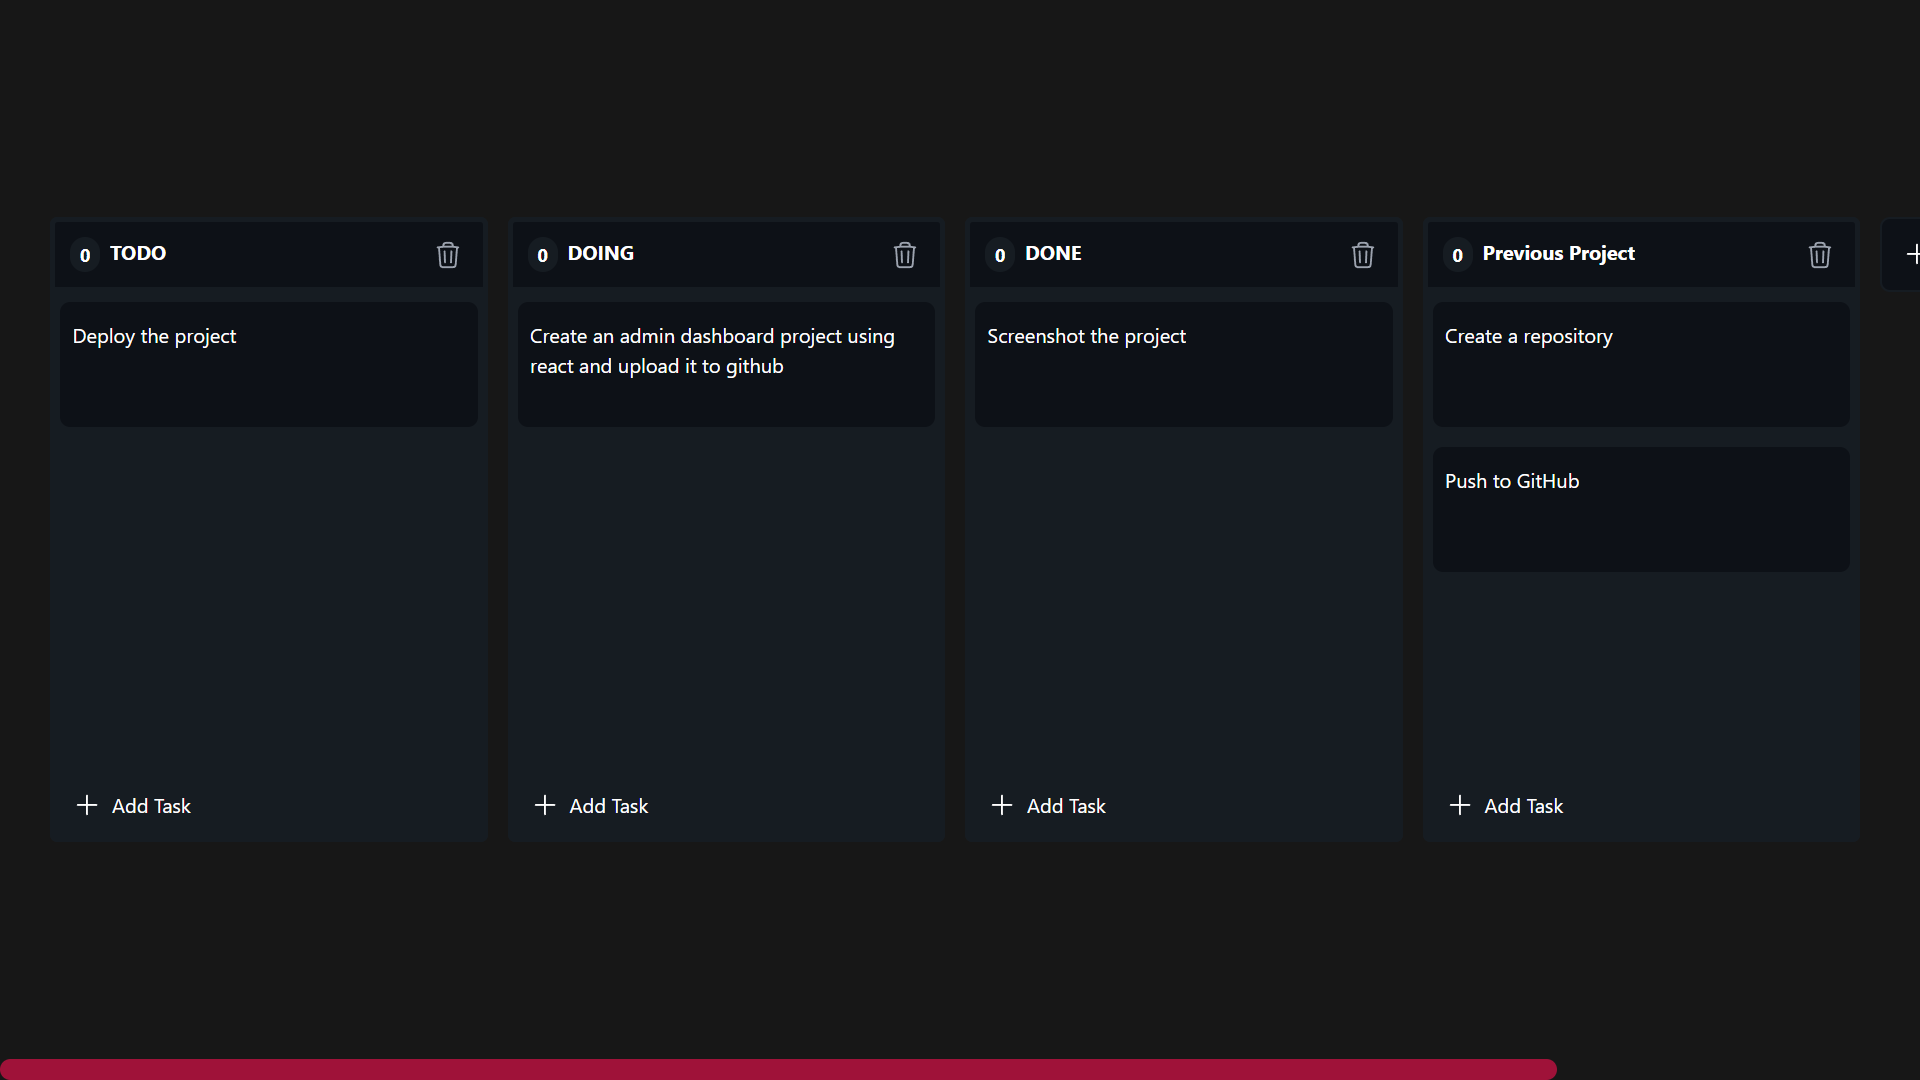 0 TODO
Deploy the project
Add Task
0 DOING
Create an admin dashboard project using
react and upload it to github
Add Task
0 DONE
Screenshot the project
Add Task
0 Previous Project
Create a repository
Push to GitHub
Add Task